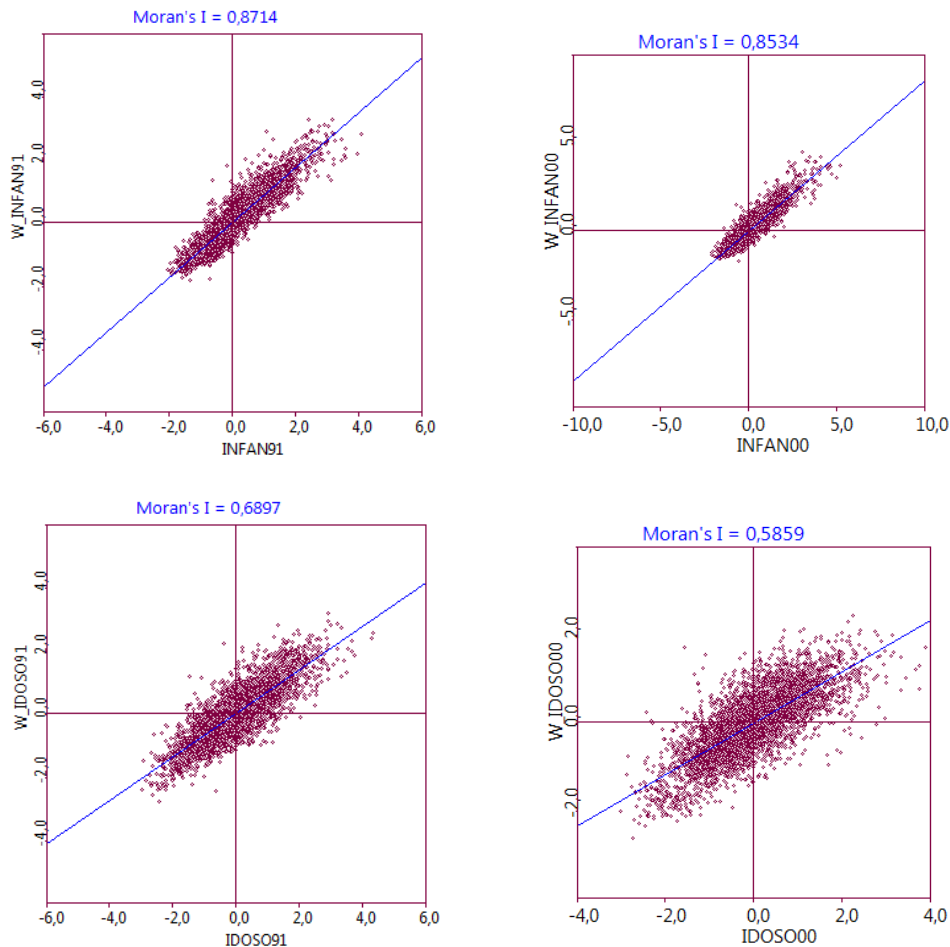 Moran's I = 0,8714
W_INFAN91
4,0
2,0
0,0
-2,0
-4,0
-6,0 -4,0 -2,0 0,0 2,0 4,0 6,0
INFAN91
Moran's I = 0,8534
W_INFAN00
5,0
0,0
-5,0
-10,0 -5,0 0,0 5,0 10,0
INFAN00
Moran's I = 0,6897
W_IDOSO91
4,0
2,0
0,0
-2,0
-4,0
-6,0 -4,0 -2,0 0,0 2,0 4,0 6,0
IDOSO91
Moran's I = 0,5859
W_IDOSO00
2,0
0,0
-2,0
-4,0 -2,0 0,0 2,0 4,0
IDOSO00